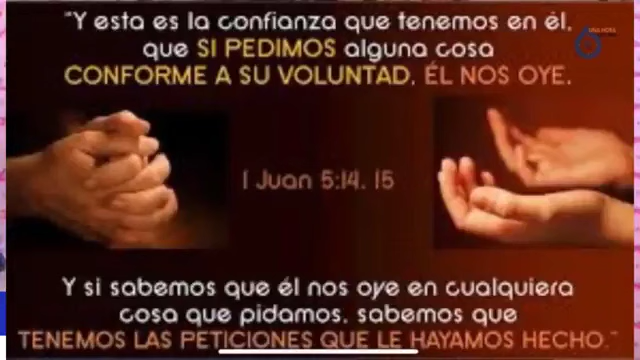 "Y esta es la confianza que tenemos en él,
que SI PEDIMOS alguna cosa
CONFORME A SU VOLUNTAD, ÉL NOS OYE.
1 Juan 5:14, 15
Y si sabemos que él nos oye en cualquiera
cosa que pidamos, sabemos que
TENEMOS LAS PETICIONES QUE LE HAYAMOS HECHO."